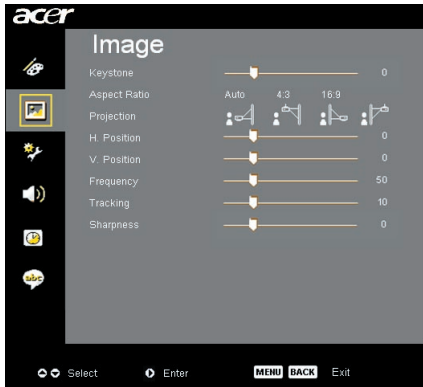 acer
Image
Keystone 0
Aspect Ratio Auto 4:3 16:9
Projection
H. Position 0
V. Position 0
Frequency 50
Tracking 10
Sharpness 0
abc
Select Enter MENU BACK Exit